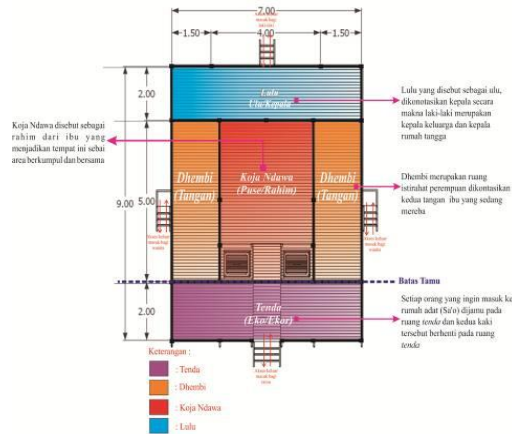 7.00
1.50
4.00
1.50
2.00
9.00
5.00
2.00
Lulu
Ulu/Kepala
Lulu yang disebut sebagai ulu,
dikonotasikan kepala secara
makna laki-laki merupakan
kepala keluarga dan kepala
rumah tangga
Koja Ndawa disebut sebagai
rahim dari ibu yang
menjadikan tempat ini sebai
area berkumpul dan bersama
Dhembi
(Tangan)
Koja Ndawa
(Puse/Rahim)
Dhembi
(Tangan)
Dhembi merupakan ruang
istirahat perempuan dikontasikan
kedua tangan ibu yang sedang
mereba
Batas Tamu
Tenda
(Eko/Ekor)
Setiap orang yang ingin masuk ka
rumah adat (Sa'o) dijamu pada
ruang tenda dan kedua kaki
tersebut berhenti pada ruang
tenda
Keterangan :
: Tenda
: Dhembi
: Koja Ndawa
: Lulu